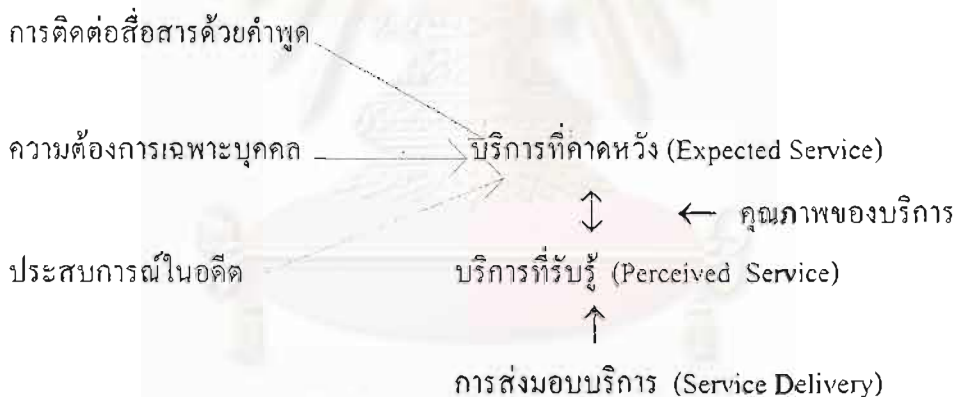 การติดต่อสื่อสารด้วยคำพูด
ความต้องการเฉพาะบุคคล บริการที่คาดหวัง (Expected Service)
คุณภาพของบริการ
ประสบการณ์ในอดีต บริการที่รับรู้ (Perceived Service)
การส่งมอบบริการ (Service Delivery)